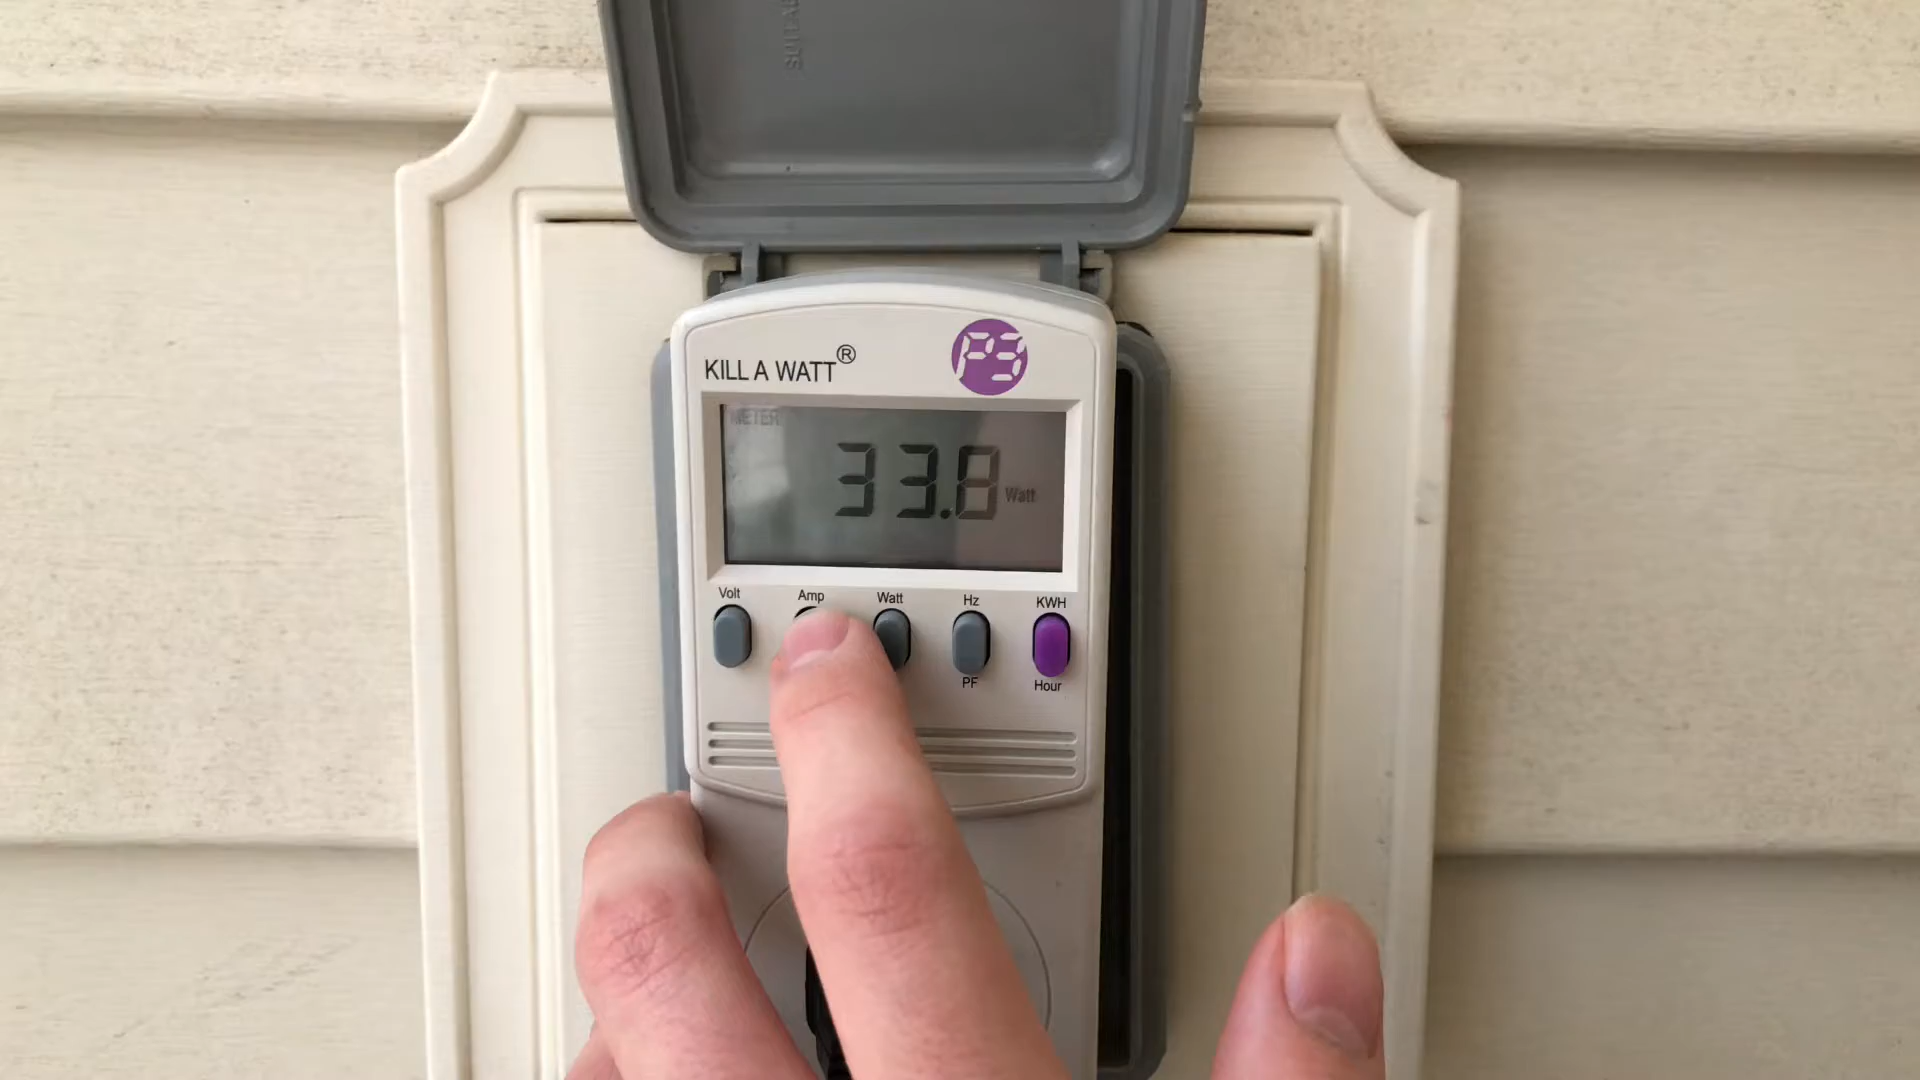 KILL A WATT®
P3
METER
33.8 Watt
Volt
Amp
Watt
Hz
KWH
PF
Hour